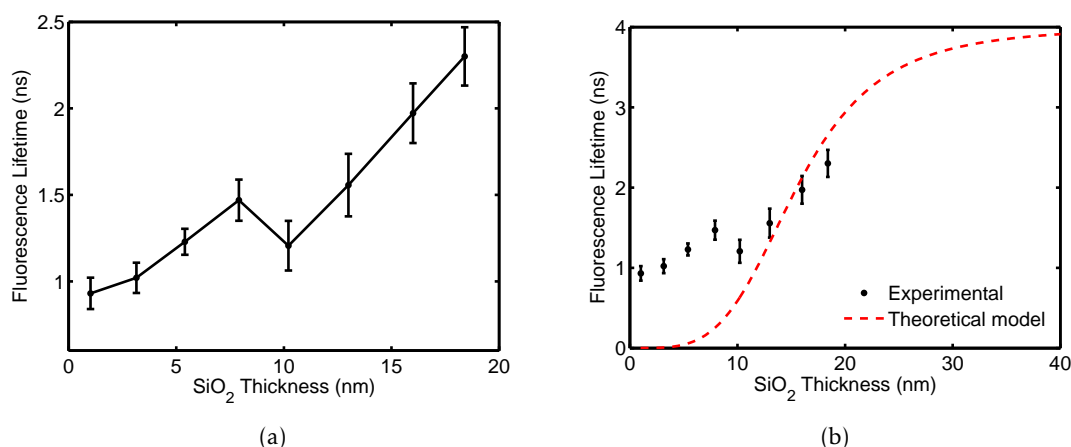 2.5
2
1.5
1
0
5
10
15
20
Fluorescence Lifetime (ns)
SiO2 Thickness (nm)
(a)
4
3
2
1
0
0
10
20
30
40
Fluorescence Lifetime (ns)
Experimental
Theoretical model
SiO2 Thickness (nm)
(b)